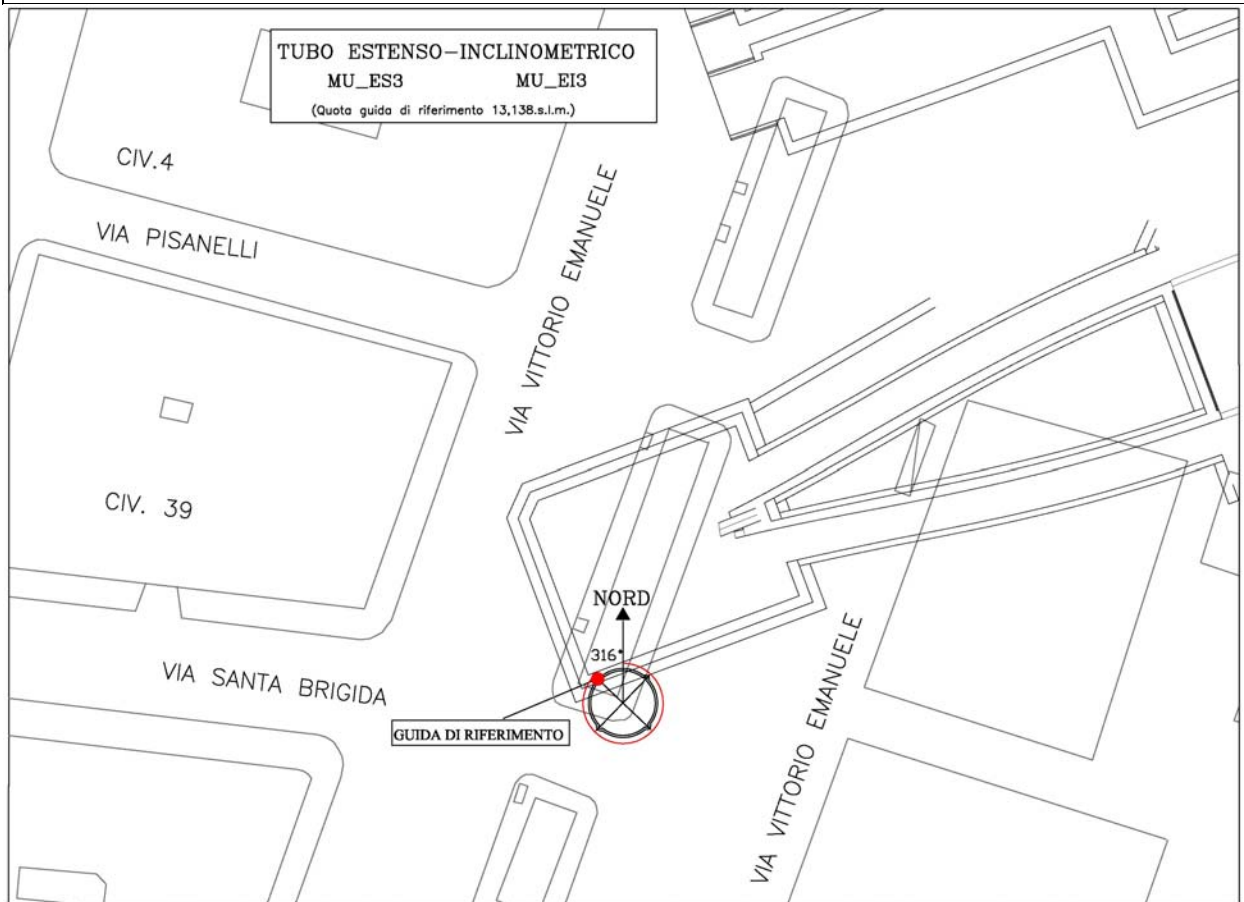 TUBO ESTENSO-INCLINOMETRICO
MU_ES3 MU_EI3
(Quota guida di riferimento 13,138.s.l.m.)
CIV.4
VIA PISANELLI
VIA VITTORIO EMANUELE
CIV. 39
NORD
316°
VIA SANTA BRIGIDA
GUIDA DI RIFERIMENTO
VIA VITTORIO EMANUELE